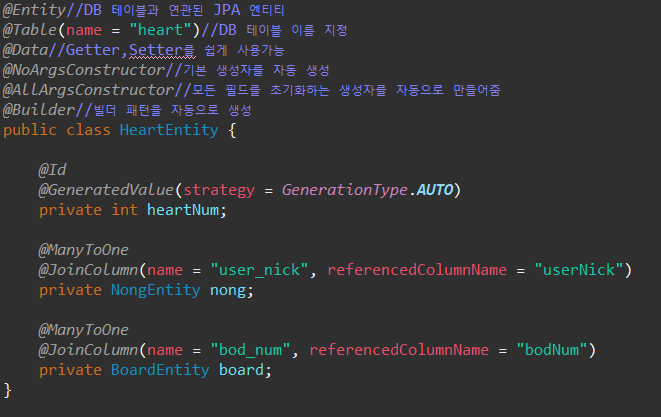 @Entity//DB 테이블과 연관된 JPA 엔티티
@Table(name = "heart")//DB 테이블 이름 지정
@Data//Getter,Setter를 쉽게 사용가능
@NoArgsConstructor//기본 생성자를 자동 생성
@AllArgsConstructor//모든 필드를 초기화하는 생성자를 자동으로 만들어줌
@Builder//빌더 패턴을 자동으로 생성
public class HeartEntity {
@Id
@GeneratedValue(strategy = GenerationType.AUTO)
private int heartNum;
@ManyToOne
@JoinColumn(name = "user_nick", referencedColumnName = "userNick")
private NongEntity nong;
@ManyToOne
@JoinColumn(name = "bod_num", referencedColumnName = "bodNum")
private BoardEntity board;
}